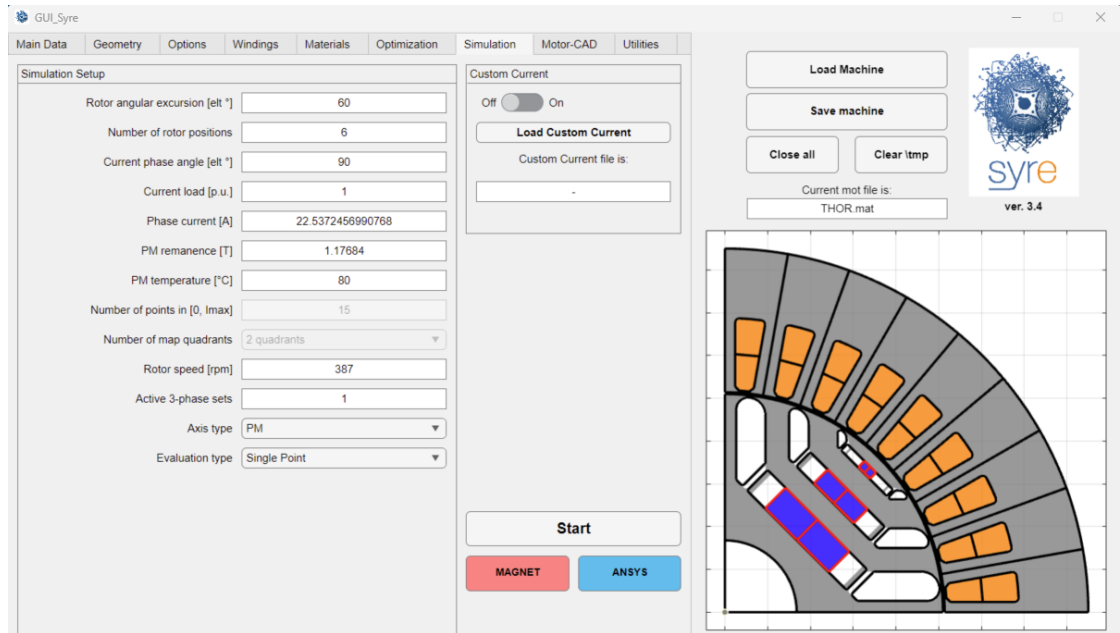 GUI_Syre
Main Data
Geometry
Options
Windings
Materials
Optimization
Simulation
Motor-CAD
Utilities
Simulation Setup
Rotor angular excursion [elt °]
60
Number of rotor positions
6
Current phase angle [elt °]
90
Current load [p.u.]
1
Phase current [A]
22.5372456990768
PM remanence [T]
1.17684
PM temperature [°C]
80
Number of points in [0, Imax]
15
Number of map quadrants
2 quadrants
Rotor speed [rpm]
387
Active 3-phase sets
1
Axis type
PM
Evaluation type
Single Point
Custom Current
Off
On
Load Custom Current
Custom Current file is:
-
Start
MAGNET
ANSYS
Load Machine
Save machine
Close all
Clear \tmp
Current mot file is:
THOR.mat
syre
ver. 3.4